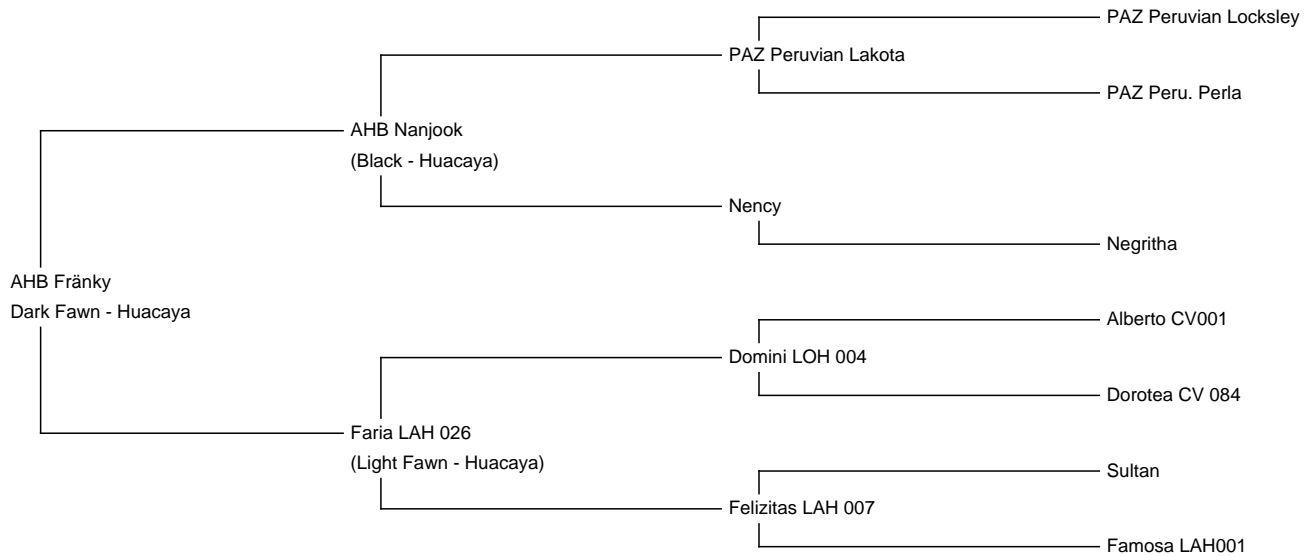 PAZ Peruvian Locksley
PAZ Peruvian Lakota
PAZ Peru. Perla
AHB Nanjook
(Black - Huacaya)
Nency
Negritha
AHB Fränky
Dark Fawn - Huacaya
Alberto CV001
Domini LOH 004
Dorotea CV 084
Faria LAH 026
(Light Fawn - Huacaya)
Sultan
Felizitas LAH 007
Famosa LAH001